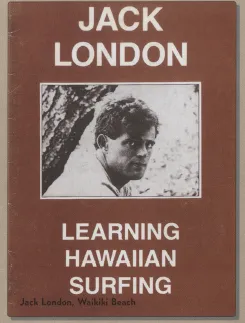 JACK
LONDON
LEARNING
HAWAIIAN
SURFING
Jack London, Waikiki Beach